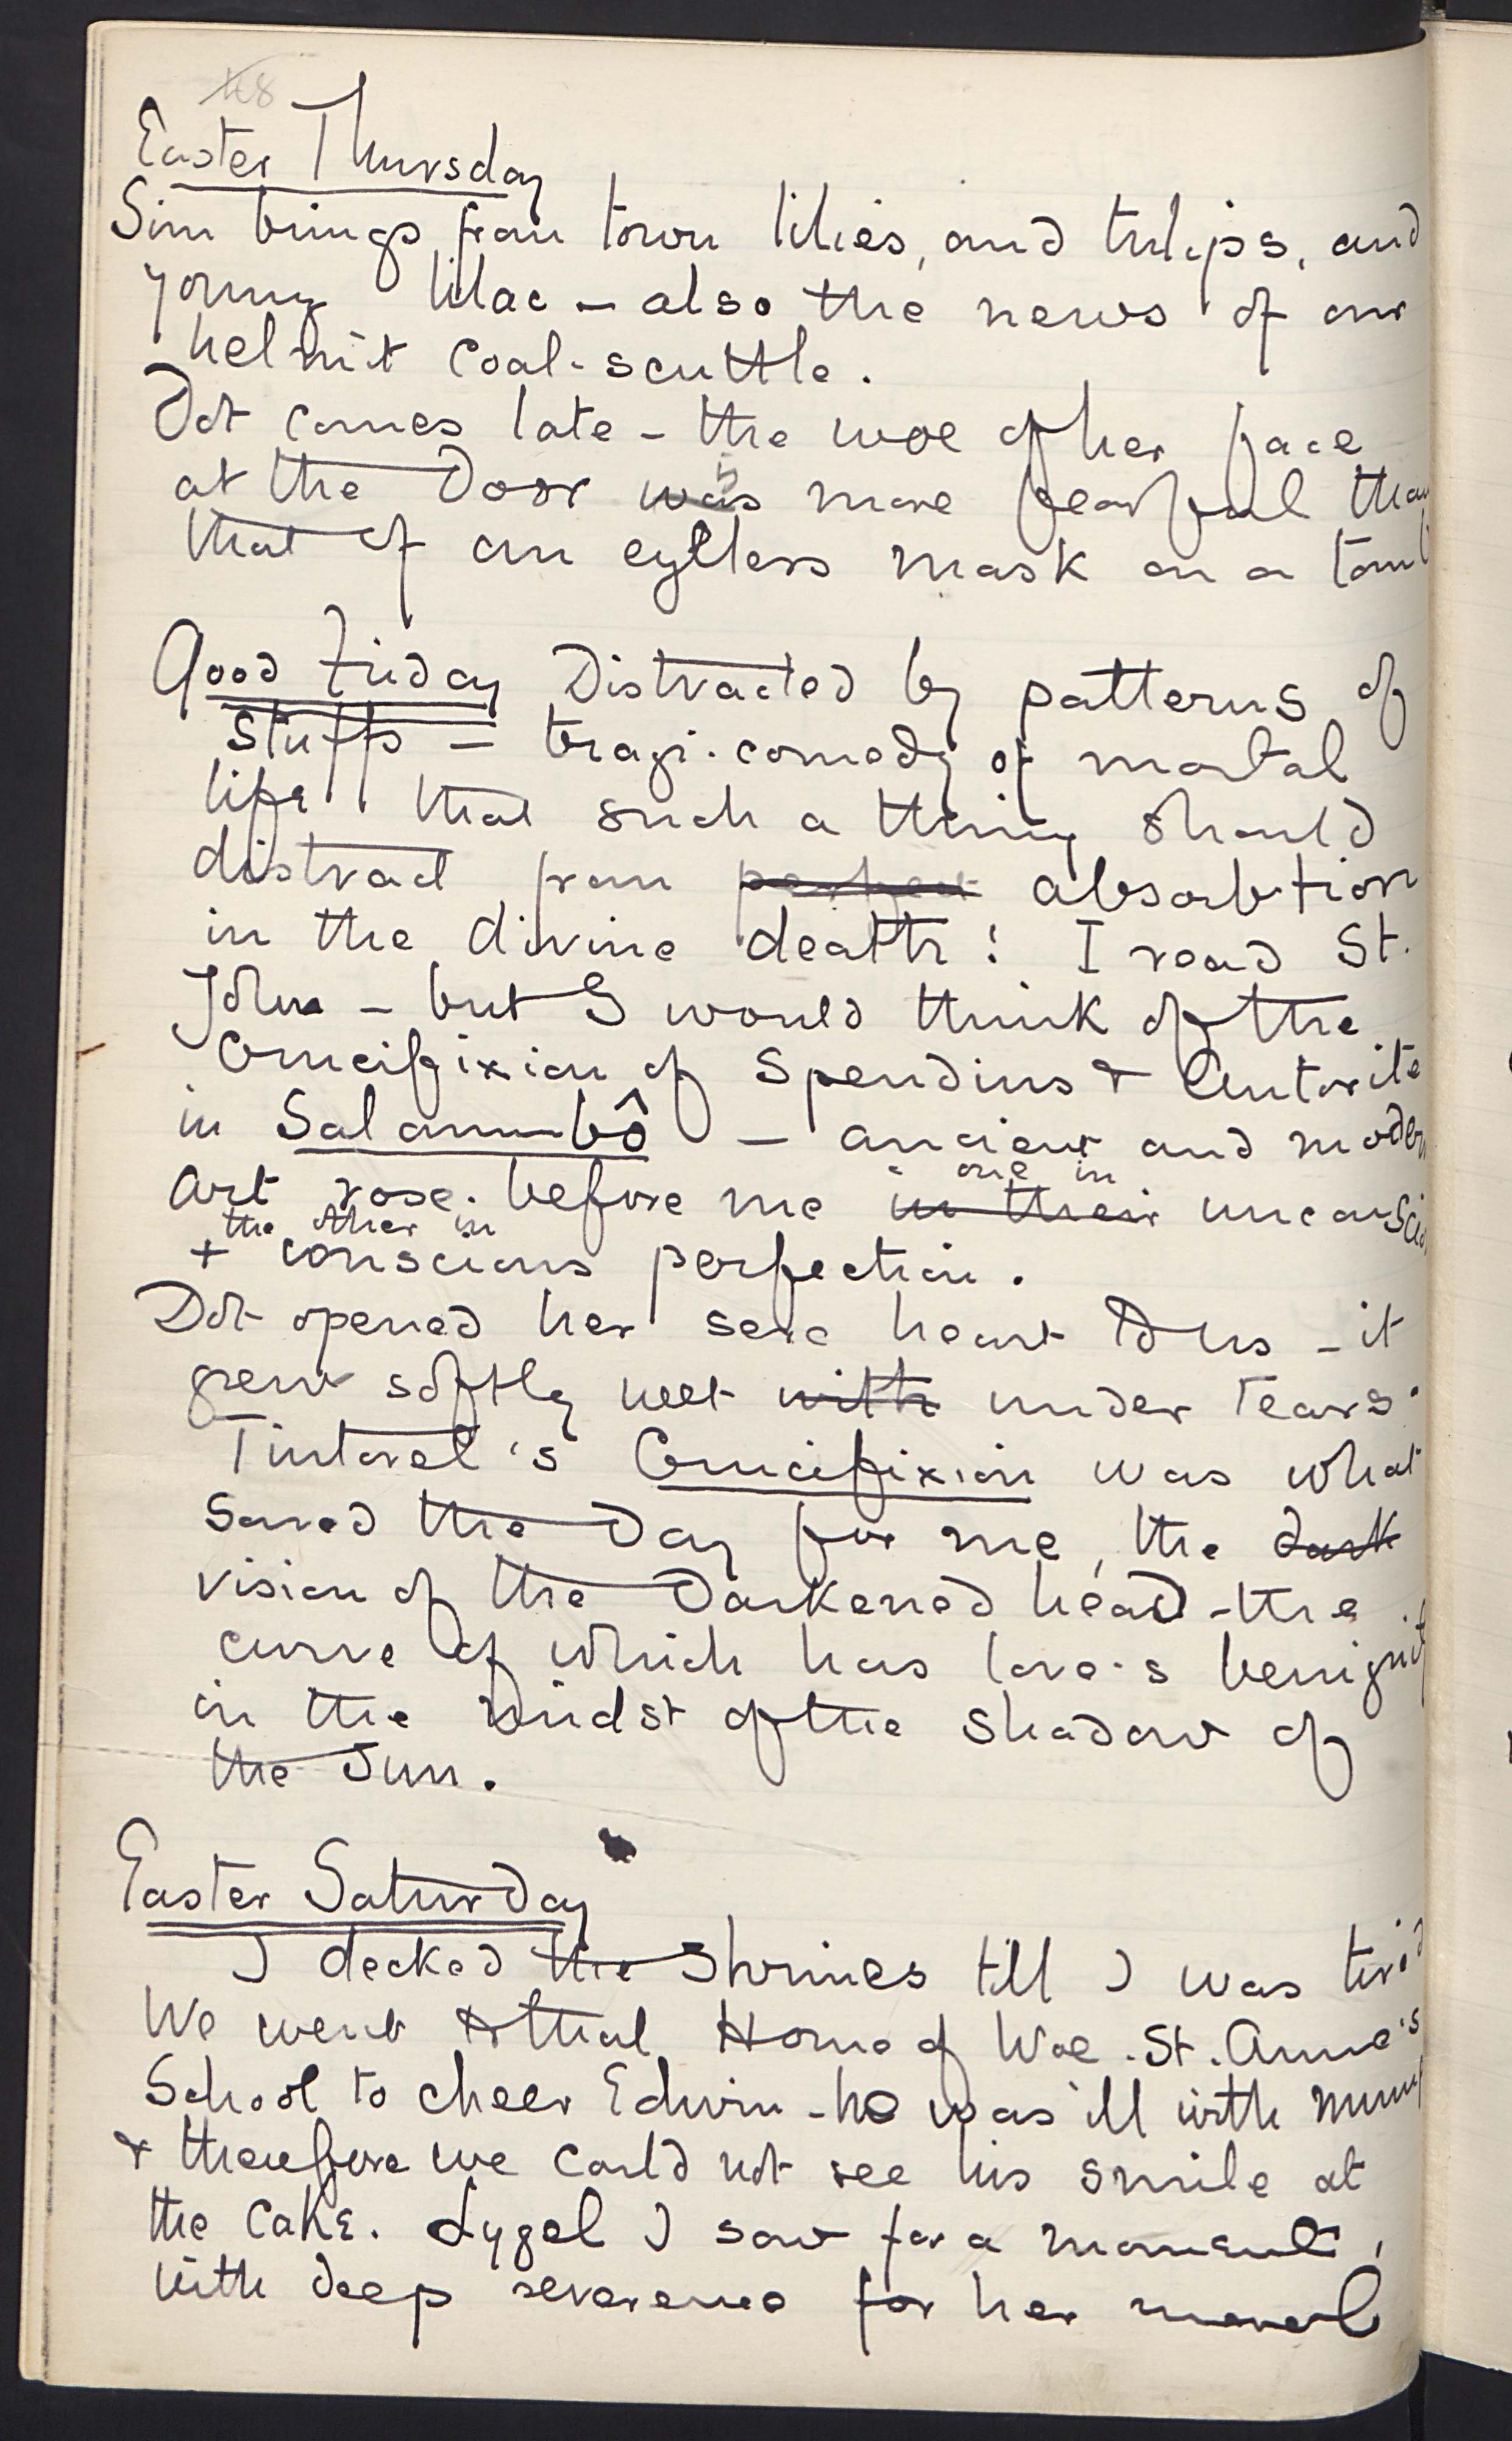 Easter Thursday
Sim brings from town lilies, and tulips, and
young lilac – also the news of our
helmit coal-scuttle.
Dot comes late – the woe of her face
at the Door was more fearful than
that of an eyeless mask on a tomb
Good Friday Distracted by patterns of
stuffs – tragi-comedy of mortal
life that such a thing should
distract from perfect absorbtion
in the divine death! I read St.
John – but I would think of the
Crucifixion of Spendius & Autorite
in Salammbô – ancient and modern
one in
art rose before me in their unconscious
the other in
+ conscious perfection.
Dot opened her sere heart to us – it
grew softly wet with under tears.
Tintoret's Crucifixion was what
saved the Day for me, the dark
vision of the Darkened head – the
curve of which has love's benignity
in the midst of the shadow of
the Sun.
Easter Saturday
I decked the Shrines till I was tired
We went to that Home of Woe. St. Anne's
School to cheer Edwin – he was ill with mumps
& therefore we could not see his smile at
the Cake. Lygel I saw for a moment,
with deep reverence for her moral